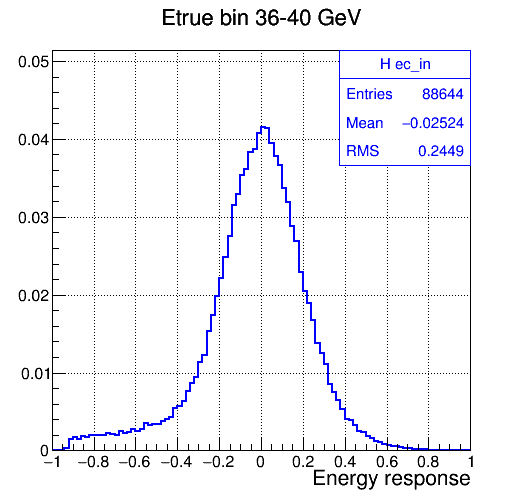 Etrue bin 36-40 GeV
H ec_in
Entries 88644
Mean −0.02524
RMS 0.2449
0.05
0.04
0.03
0.02
0.01
0
−1 −0.8 −0.6 −0.4 −0.2 0 0.2 0.4 0.6 0.8 1
Energy response